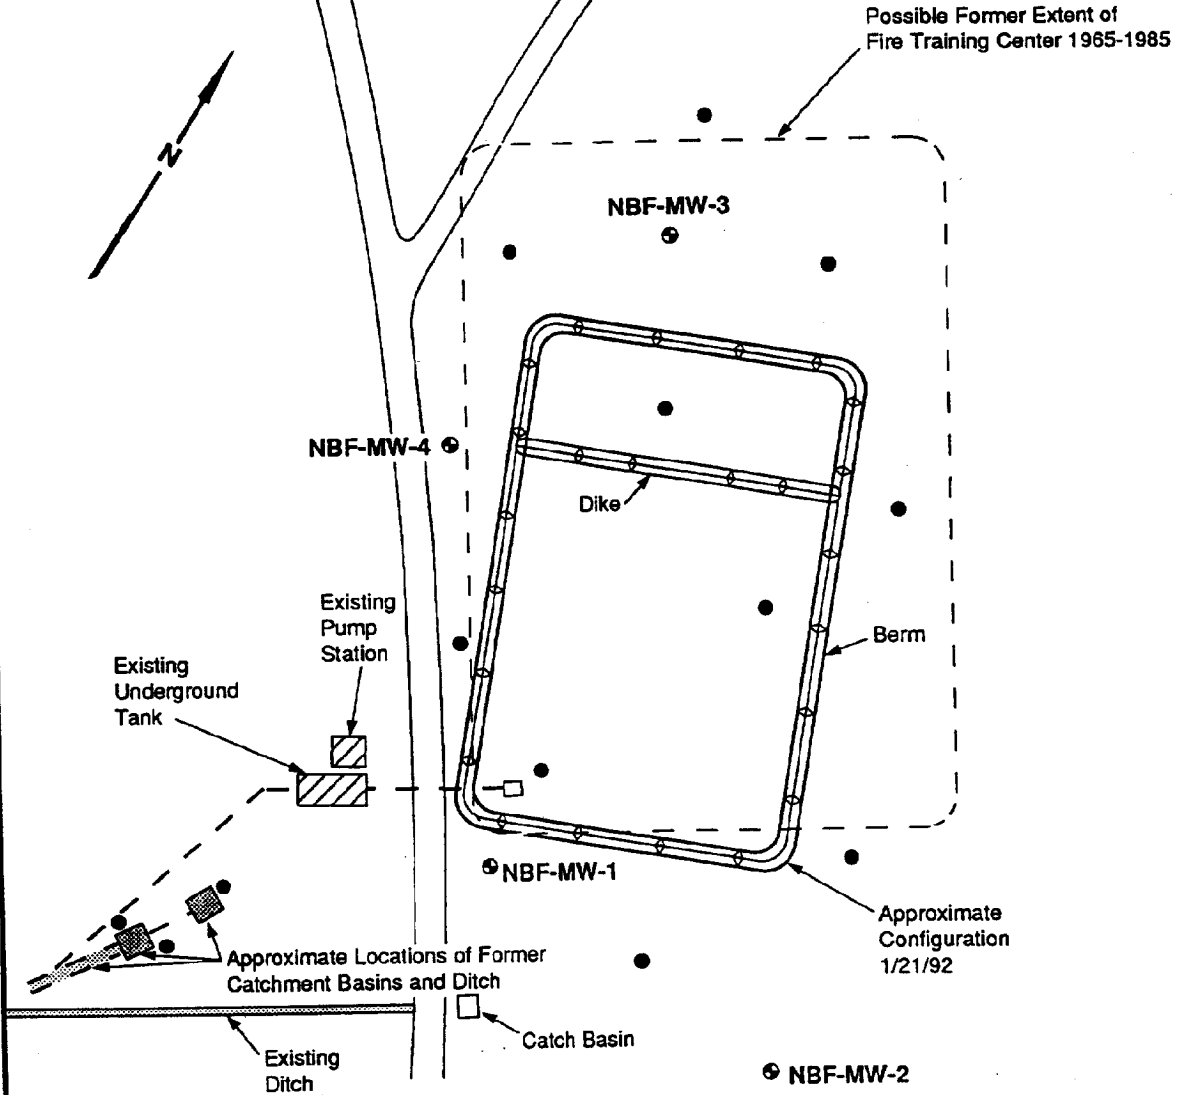 Possible Former Extent of
Fire Training Center 1965-1985
N
NBF-MW-3
NBF-MW-4
Dike
Existing
Pump
Station
Berm
Existing
Underground
Tank
NBF-MW-1
Approximate
Configuration
1/21/92
Approximate Locations of Former
Catchment Basins and Ditch
Catch Basin
Existing
Ditch
NBF-MW-2